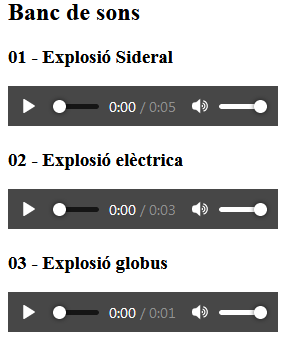 Banc de sons
01 - Explosió Sideral
0:00 / 0:05
02 - Explosió elèctrica
0:00 / 0:03
03 - Explosió globus
0:00 / 0:01